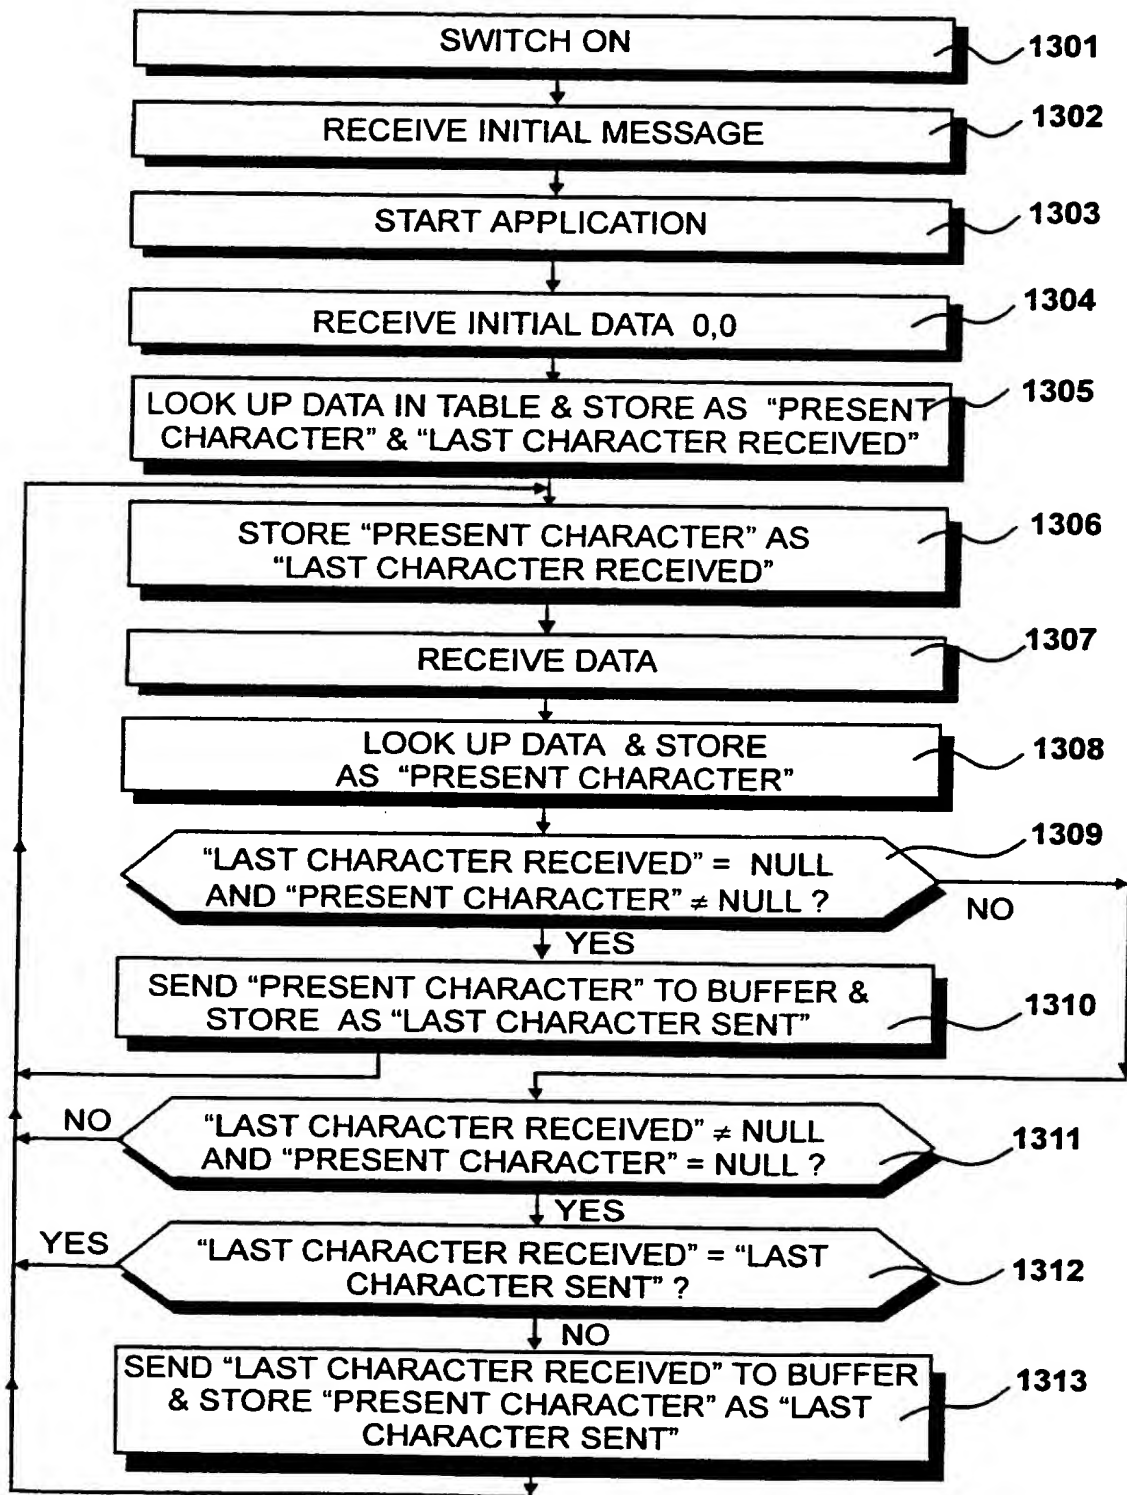 SWITCH ON
1301
RECEIVE INITIAL MESSAGE
1302
START APPLICATION
1303
RECEIVE INITIAL DATA 0,0
1304
LOOK UP DATA IN TABLE & STORE AS "PRESENT
CHARACTER" & "LAST CHARACTER RECEIVED"
1305
STORE "PRESENT CHARACTER" AS
"LAST CHARACTER RECEIVED"
1306
RECEIVE DATA
1307
LOOK UP DATA & STORE
AS "PRESENT CHARACTER"
1308
"LAST CHARACTER RECEIVED" = NULL
AND "PRESENT CHARACTER" ≠ NULL ?
1309
NO
YES
SEND "PRESENT CHARACTER" TO BUFFER &
STORE AS "LAST CHARACTER SENT"
1310
NO
"LAST CHARACTER RECEIVED" ≠ NULL
AND "PRESENT CHARACTER" = NULL ?
1311
YES
YES
"LAST CHARACTER RECEIVED" = "LAST
CHARACTER SENT" ?
1312
NO
SEND "LAST CHARACTER RECEIVED" TO BUFFER
& STORE "PRESENT CHARACTER" AS "LAST
CHARACTER SENT"
1313